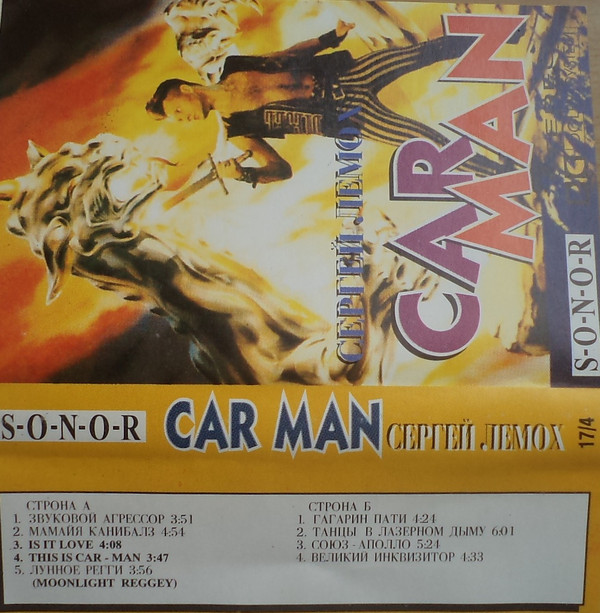 CAR
MAN
СЕРГЕЙ ЛЕМОХ
S-O-N-O-R
S-O-N-O-R
CAR MAN
СЕРГЕЙ ЛЕМОХ
17/4
СТРОНА А
1. ЗВУКОВОЙ АГРЕССОР 3:51
2. МАМАЙЯ КАНИБАЛЗ 4:54
3. IS IT LOVE 4:08
4. THIS IS CAR - MAN 3:47
5. ЛУННОЕ РЕГГИ 3:56
(MOONLIGHT REGGEY)
СТРОНА Б
1. ГАГАРИН ПАТИ 4:24
2. ТАНЦЫ В ЛАЗЕРНОМ ДЫМУ 6:01
3. СОЮЗ - АПОЛЛО 5:24
4. ВЕЛИКИЙ ИНКВИЗИТОР 4:33